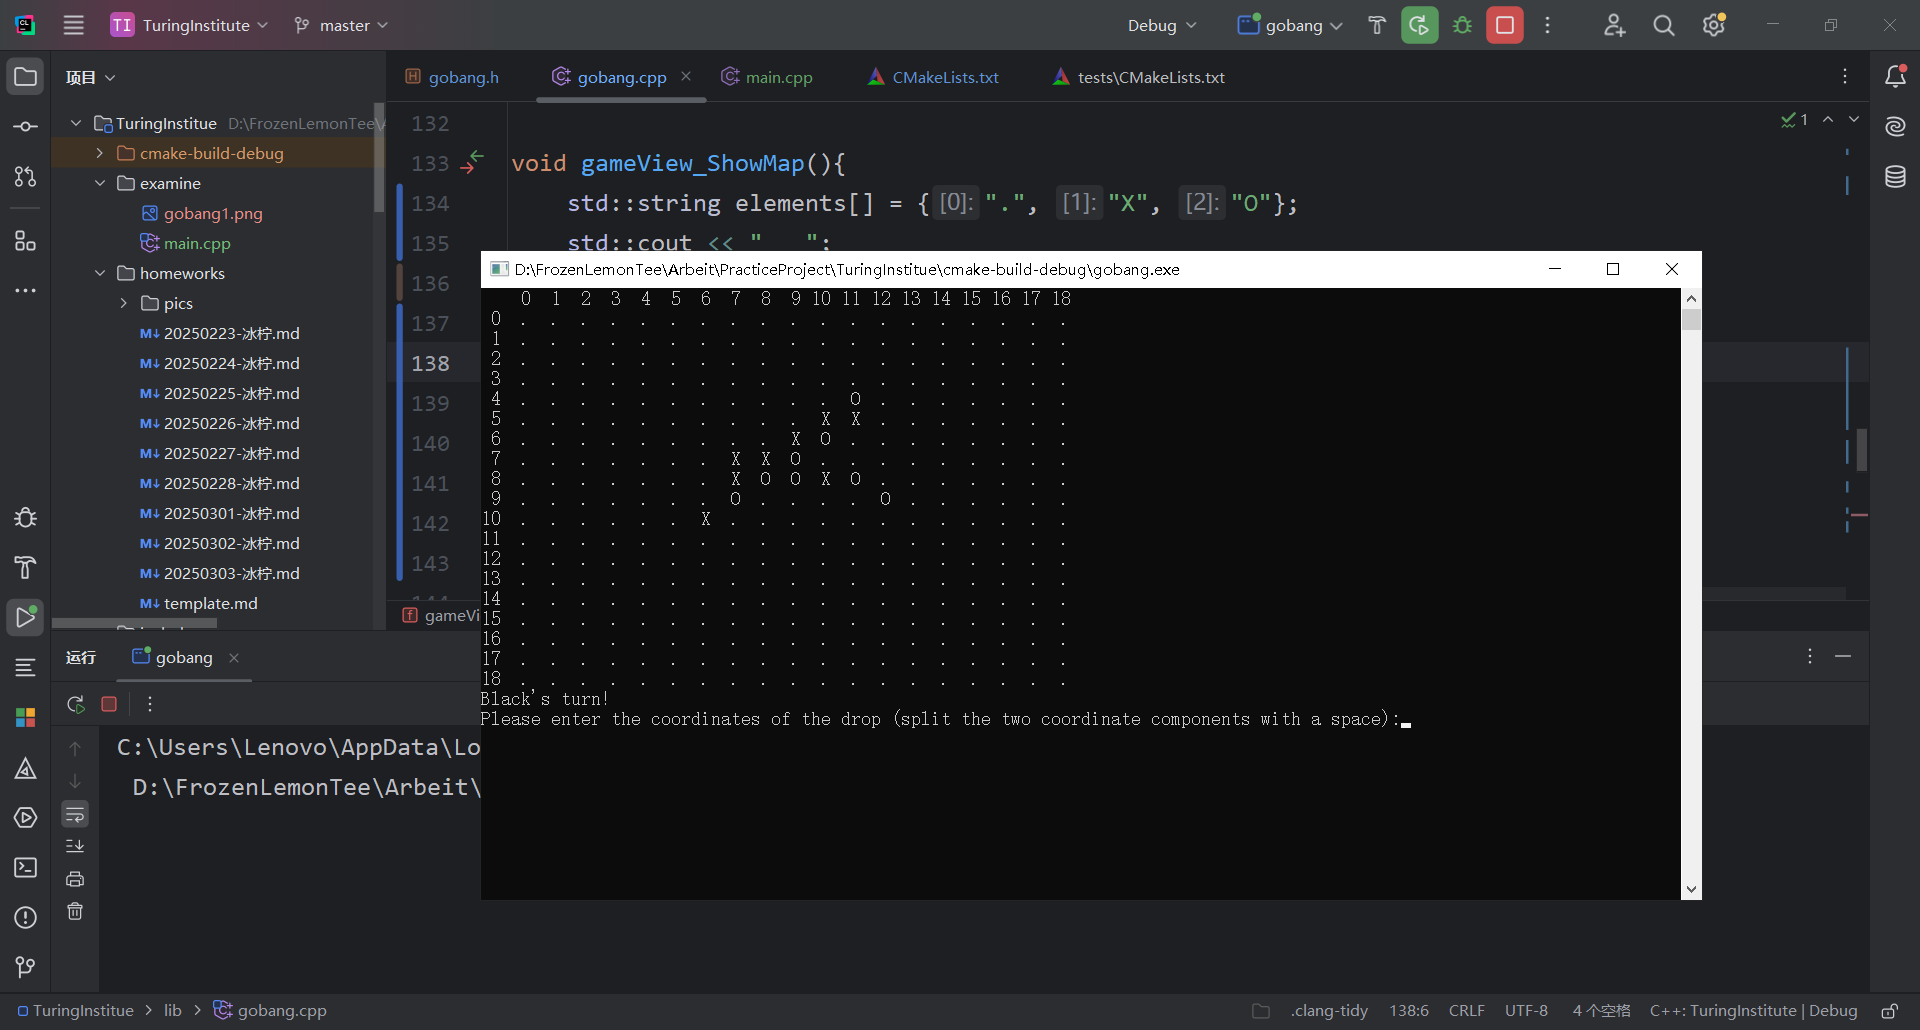 TI TuringInstitute master Debug gobang
项目
gobang.h gobang.cpp main.cpp CMakeLists.txt tests\CMakeLists.txt
TuringInstitue D:\FrozenLemonTee\
cmake-build-debug
examine
gobang1.png
main.cpp
homeworks
pics
M↓ 20250223-冰柠.md
M↓ 20250224-冰柠.md
M↓ 20250225-冰柠.md
M↓ 20250226-冰柠.md
M↓ 20250227-冰柠.md
M↓ 20250228-冰柠.md
M↓ 20250301-冰柠.md
M↓ 20250302-冰柠.md
M↓ 20250303-冰柠.md
M↓ template.md
132
133 void gameView_ShowMap(){
134 std::string elements[] = {[0]:".", [1]:"X", [2]:"O"};
135 std::cout << "   ";
136
137
138
139
140
141
142
143
1
f gameVi
D:\FrozenLemonTee\Arbeit\PracticeProject\TuringInstitue\cmake-build-debug\gobang.exe
0 1 2 3 4 5 6 7 8 9 10 11 12 13 14 15 16 17 18
0 . . . . . . . . . . . . . . . . . . .
1 . . . . . . . . . . . . . . . . . . .
2 . . . . . . . . . . . . . . . . . . .
3 . . . . . . . . . . . . . . . . . . .
4 . . . . . . . . . . . O . . . . . . .
5 . . . . . . . . . . X X . . . . . . .
6 . . . . . . . . . X O . . . . . . . .
7 . . . . . . . X X O . . . . . . . . .
8 . . . . . . . X O O X O . . . . . . .
9 . . . . . . . O . . . . O . . . . . .
10 . . . . . . X . . . . . . . . . . . .
11 . . . . . . . . . . . . . . . . . . .
12 . . . . . . . . . . . . . . . . . . .
13 . . . . . . . . . . . . . . . . . . .
14 . . . . . . . . . . . . . . . . . . .
15 . . . . . . . . . . . . . . . . . . .
16 . . . . . . . . . . . . . . . . . . .
17 . . . . . . . . . . . . . . . . . . .
18 . . . . . . . . . . . . . . . . . . .
Black's turn!
Please enter the coordinates of the drop (split the two coordinate components with a space):
运行 gobang
C:\Users\Lenovo\AppData\Lo
D:\FrozenLemonTee\Arbeit\
TuringInstitue > lib > gobang.cpp .clang-tidy 138:6 CRLF UTF-8 4 个空格 C++: TuringInstitute | Debug